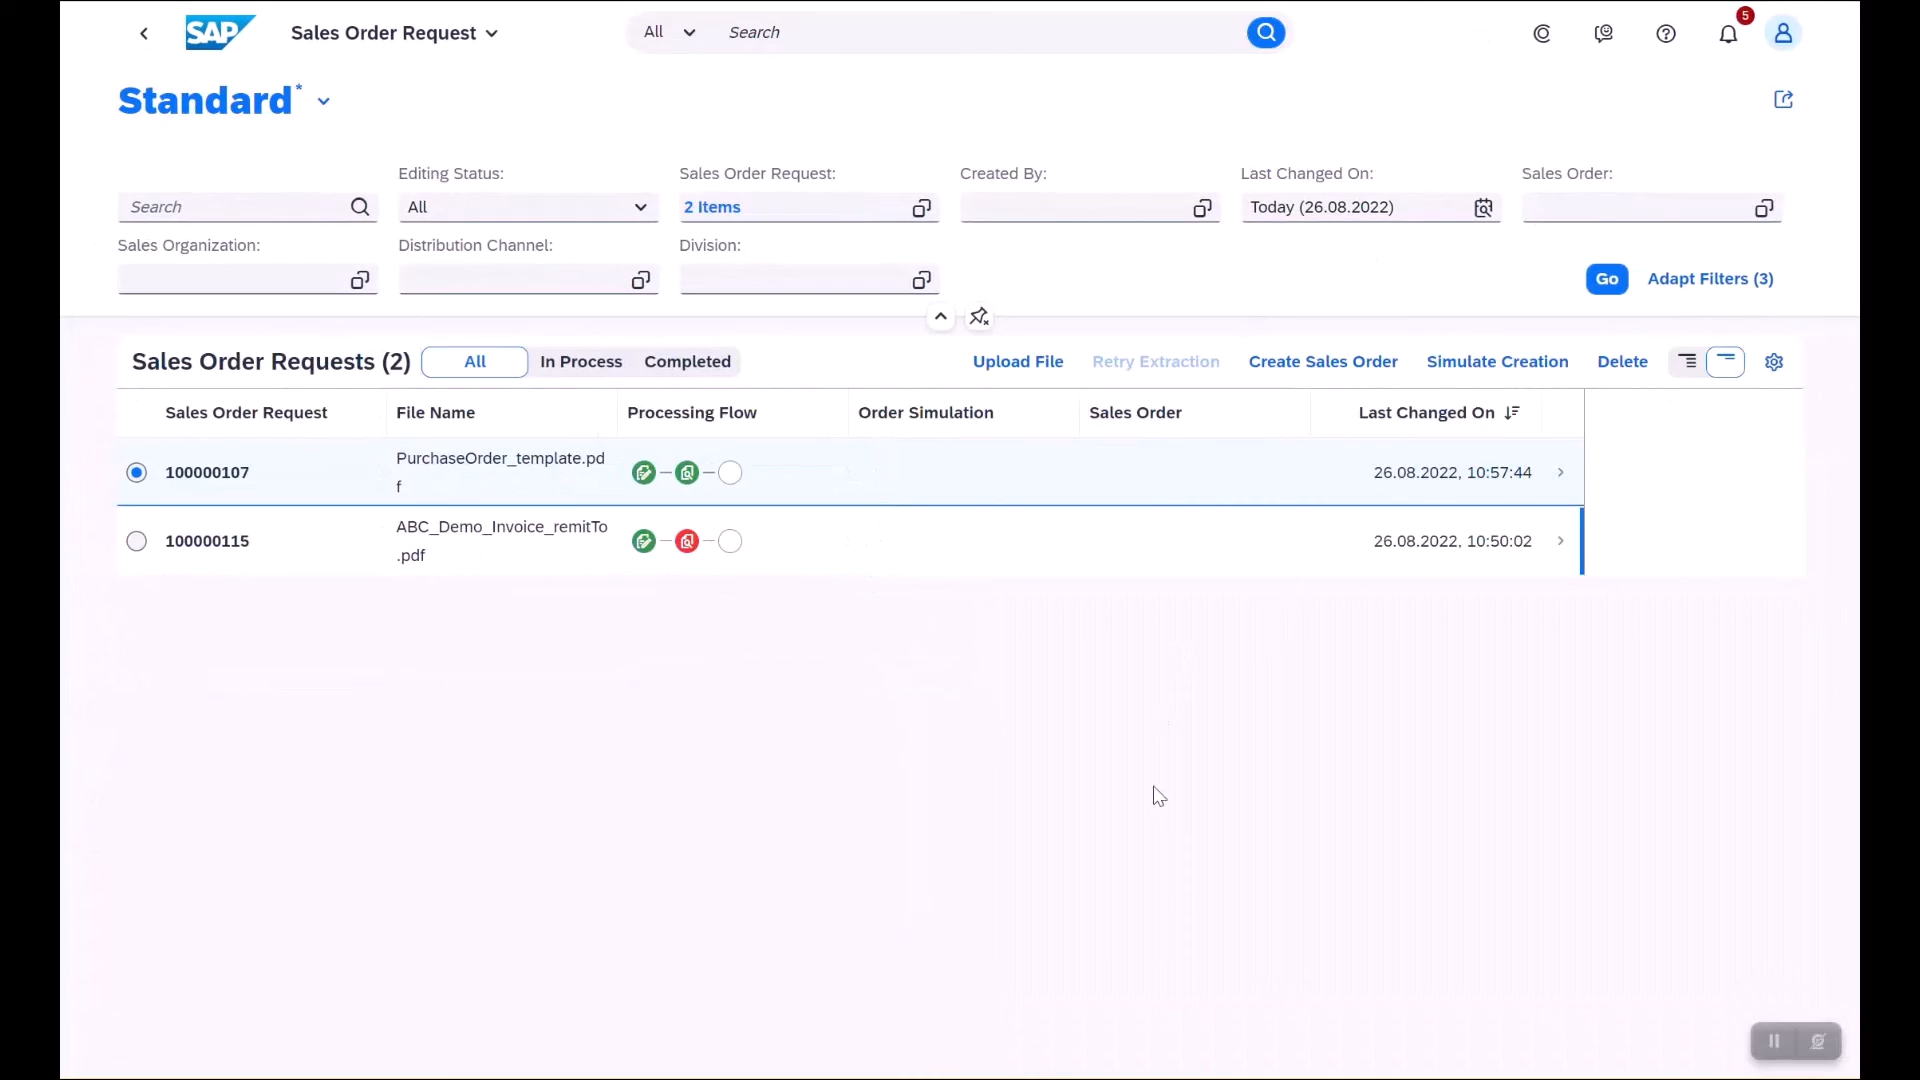 SAP Sales Order Request All Search 5
Standard*
Editing Status: Sales Order Request: Created By: Last Changed On: Sales Order:
Search All 2 Items Today (26.08.2022)
Sales Organization: Distribution Channel: Division:
Go Adapt Filters (3)
Sales Order Requests (2) All In Process Completed Upload File Retry Extraction Create Sales Order Simulate Creation Delete
Sales Order Request File Name Processing Flow Order Simulation Sales Order Last Changed On
100000107 PurchaseOrder_template.pd 26.08.2022, 10:57:44
f
100000115 ABC_Demo_Invoice_remitTo 26.08.2022, 10:50:02
.pdf